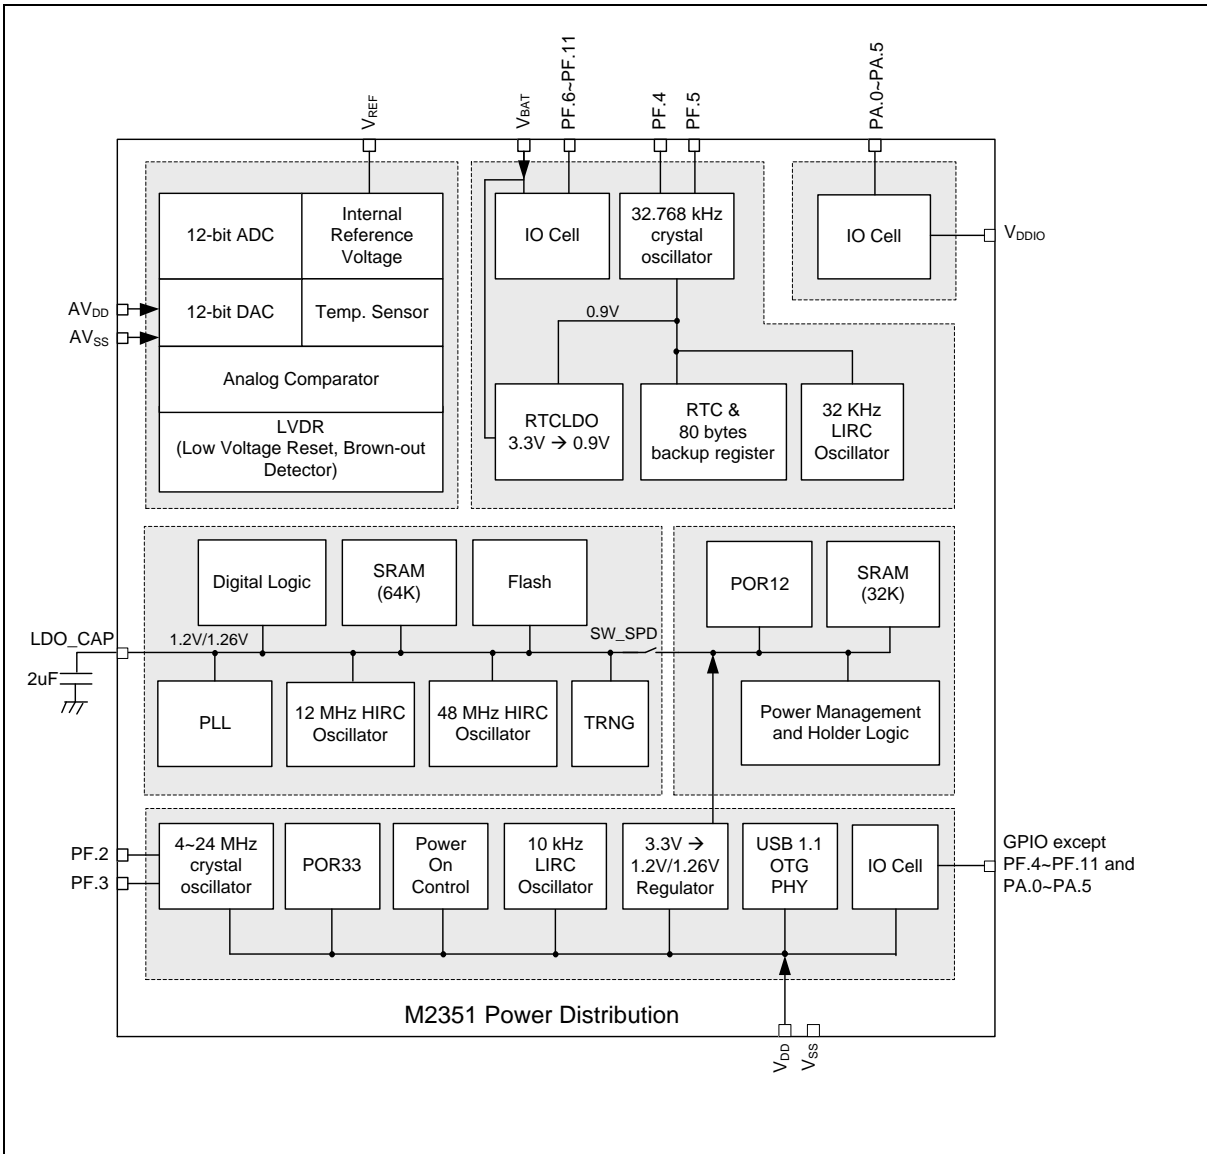 VREF
VBAT
PF.6~PF.11
PF.4
PF.5
PA.0~PA.5
12-bit ADC
Internal
Reference
Voltage
IO Cell
32.768 kHz
crystal
oscillator
IO Cell
VDDIO
AVDD
AVSS
12-bit DAC
Temp. Sensor
0.9V
Analog Comparator
LVDR
(Low Voltage Reset, Brown-out
Detector)
RTCLDO
3.3V → 0.9V
RTC &
80 bytes
backup register
32 KHz
LIRC
Oscillator
Digital Logic
SRAM
(64K)
Flash
POR12
SRAM
(32K)
LDO_CAP
1.2V/1.26V
SW_SPD
2uF
PLL
12 MHz HIRC
Oscillator
48 MHz HIRC
Oscillator
TRNG
Power Management
and Holder Logic
PF.2
PF.3
4~24 MHz
crystal
oscillator
POR33
Power
On
Control
10 kHz
LIRC
Oscillator
3.3V →
1.2V/1.26V
Regulator
USB 1.1
OTG
PHY
IO Cell
GPIO except
PF.4~PF.11 and
PA.0~PA.5
M2351 Power Distribution
VDD
VSS